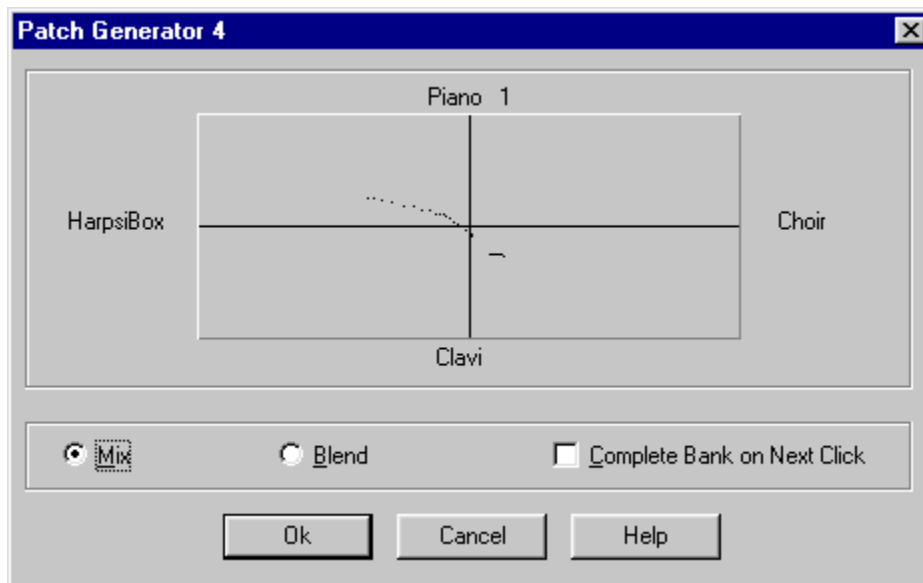 Patch Generator 4
Piano 1
HarpsiBox
Choir
Clavi
Mix
Blend
Complete Bank on Next Click
Ok
Cancel
Help